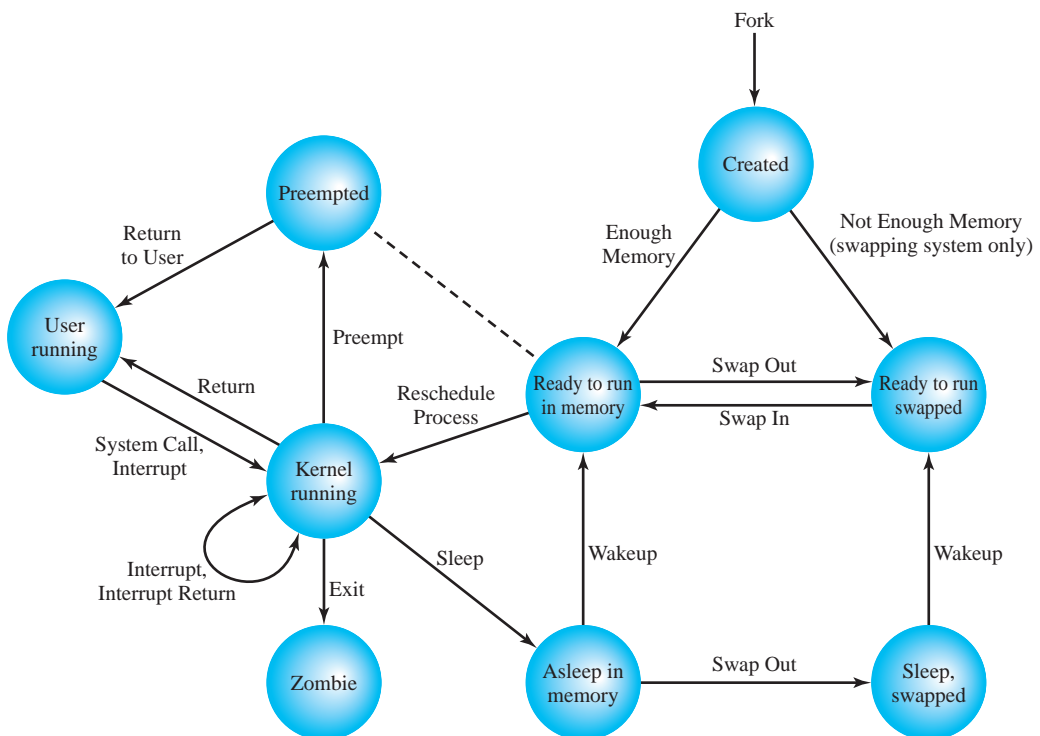 Fork
Created
Preempted
Return
to User
Enough
Memory
Not Enough Memory
(swapping system only)
User
running
Preempt
Return
Reschedule
Process
Ready to run
in memory
Swap Out
Swap In
Ready to run
swapped
System Call,
Interrupt
Kernel
running
Interrupt,
Interrupt Return
Sleep
Exit
Wakeup
Wakeup
Zombie
Asleep in
memory
Swap Out
Sleep,
swapped